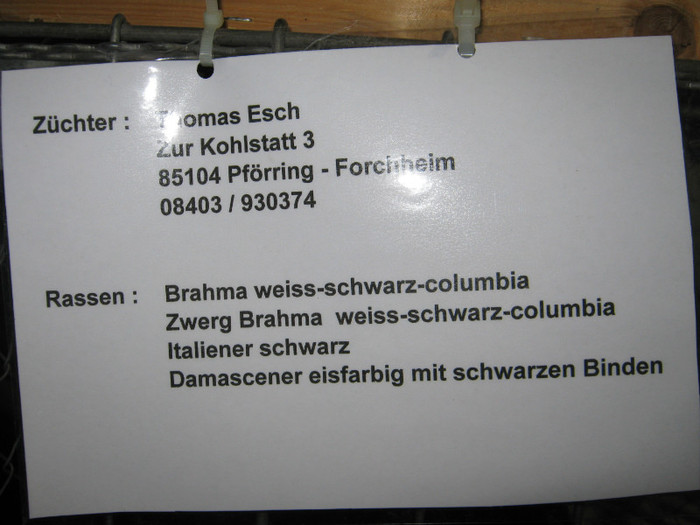 Züchter : Thomas Esch
Zur Kohlstatt 3
85104 Pförring - Forchheim
08403 / 930374
Rassen : Brahma weiss-schwarz-columbia
Zwerg Brahma weiss-schwarz-columbia
Italiener schwarz
Damascener eisfarbig mit schwarzen Binden